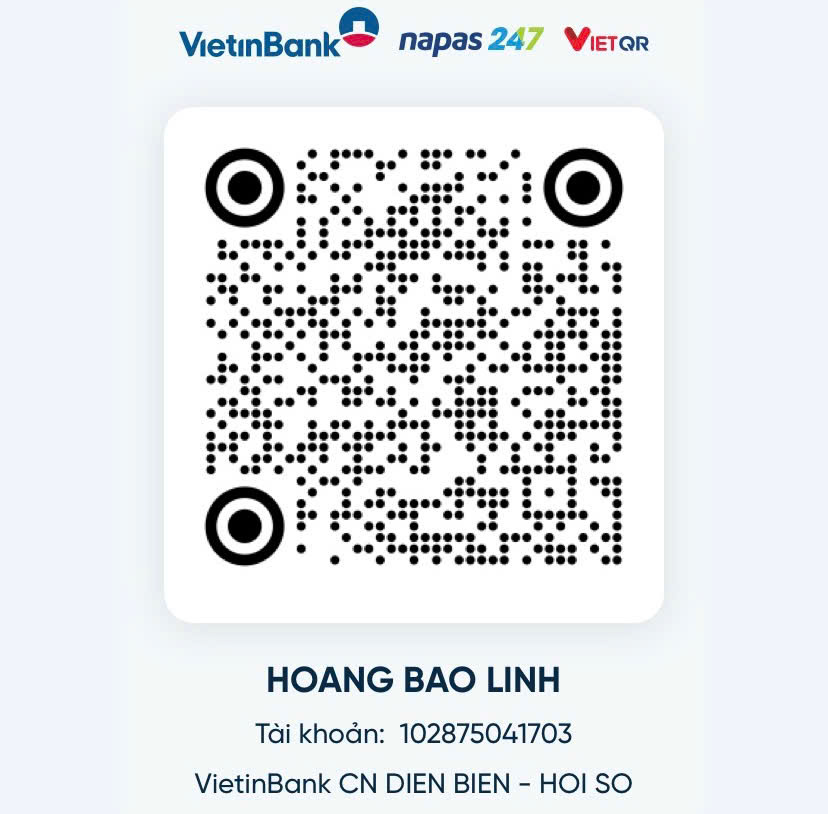 VietinBank napas 247 VIETQR
HOANG BAO LINH
Tài khoản: 102875041703
VietinBank CN DIEN BIEN - HOI SO